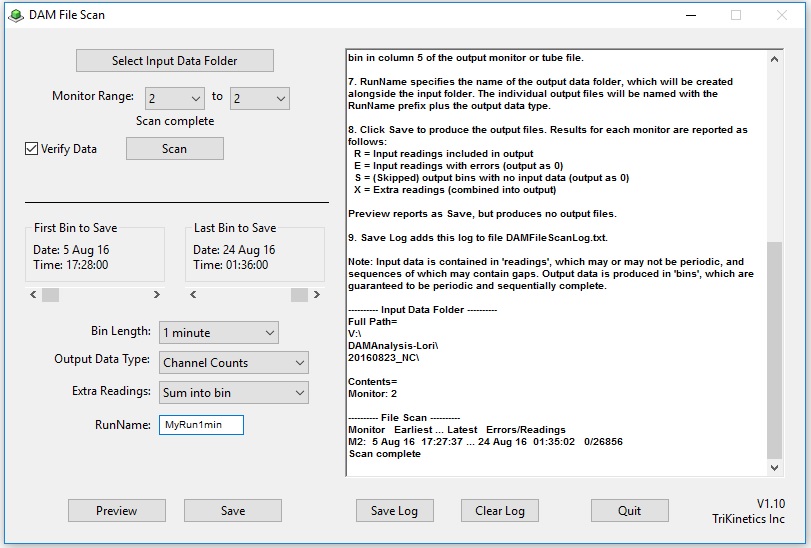 DAM File Scan
Select Input Data Folder
Monitor Range: 2 to 2
Scan complete
Verify Data Scan
First Bin to Save
Date: 5 Aug 16
Time: 17:28:00
Last Bin to Save
Date: 24 Aug 16
Time: 01:36:00
Bin Length: 1 minute
Output Data Type: Channel Counts
Extra Readings: Sum into bin
RunName: MyRun1min
Preview Save
bin in column 5 of the output monitor or tube file.
7. RunName specifies the name of the output data folder, which will be created
alongside the input folder. The individual output files will be named with the
RunName prefix plus the output data type.
8. Click Save to produce the output files. Results for each monitor are reported as
follows:
R = Input readings included in output
E = Input readings with errors (output as 0)
S = (Skipped) output bins with no input data (output as 0)
X = Extra readings (combined into output)
Preview reports as Save, but produces no output files.
9. Save Log adds this log to file DAMFileScanLog.txt.
Note: Input data is contained in 'readings', which may or may not be periodic, and
sequences of which may contain gaps. Output data is produced in 'bins', which are
guaranteed to be periodic and sequentially complete.
---------- Input Data Folder ----------
Full Path=
V:\
DAMAnalysis-Lori\
20160823_NC\
Contents=
Monitor: 2
---------- File Scan ----------
Monitor Earliest ... Latest Errors/Readings
M2: 5 Aug 16 17:27:37 ... 24 Aug 16 01:35:02 0/26856
Scan complete
Save Log Clear Log Quit
V1.10
TriKinetics Inc